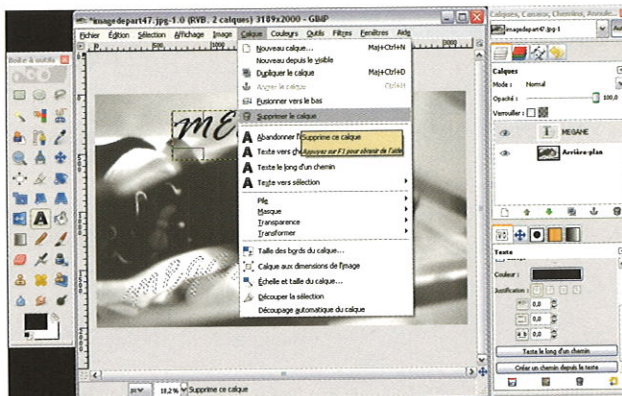 *imagedepart47.jpg-1.0 (RVB, 2 calques) 3189x2000 - GIMP
Fichier Édition Sélection Affichage Image Calque Couleurs Outils Filtres Fenêtres Aide
Boîte à outils
MEGANE
Nouveau calque... Maj+Ctrl+N
Nouveau depuis le visible
Dupliquer le calque Maj+Ctrl+D
Ancrer le calque Ctrl+H
Fusionner vers le bas
Supprimer le calque
Supprime ce calque
Appuyez sur F1 pour obtenir de l'aide
Abandonner
Texte vers
Texte le long d'un chemin
Texte vers sélection
Pile
Masque
Transparence
Transformer
Taille des bords du calque...
Calque aux dimensions de l'image
Échelle et taille du calque...
Découper la sélection
Découpage automatique du calque
18,2% Supprime ce calque
Calques, Canaux, Chemins, Annule...
imagedepart47.jpg-1
Calques
Mode : Normal
Opacité : 100,0
Verrouiller :
MEGANE
Arrière-plan
Texte
Couleur :
Justification :
0,0
0,0
0,0
Texte le long d'un chemin
Créer un chemin depuis le texte